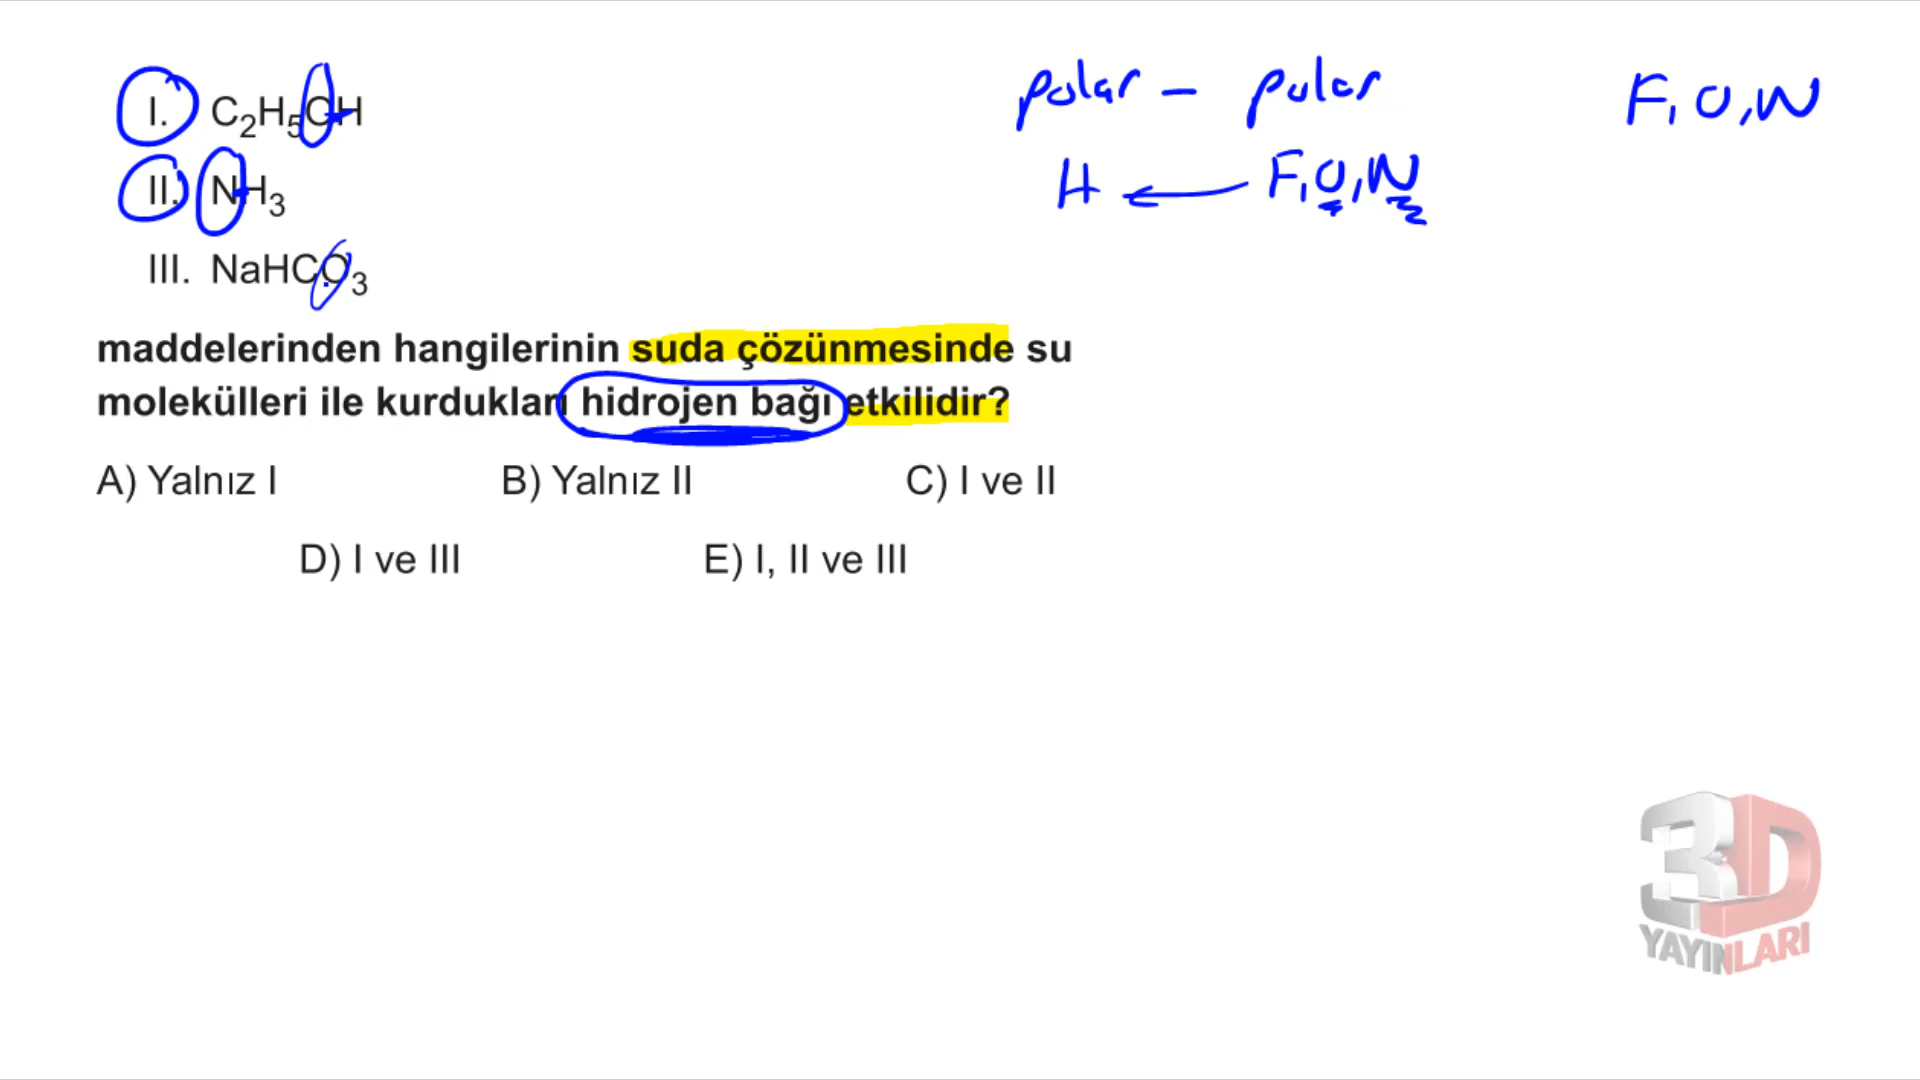 I. C₂H₅OH
II. NH₃
III. NaHCO₃
polar – polar
F, O, N
H ← F, O, N
maddelerinden hangilerinin suda çözünmesinde su
molekülleri ile kurdukları hidrojen bağı etkilidir?
A) Yalnız I B) Yalnız II C) I ve II
D) I ve III E) I, II ve III
3D
YAYINLARI